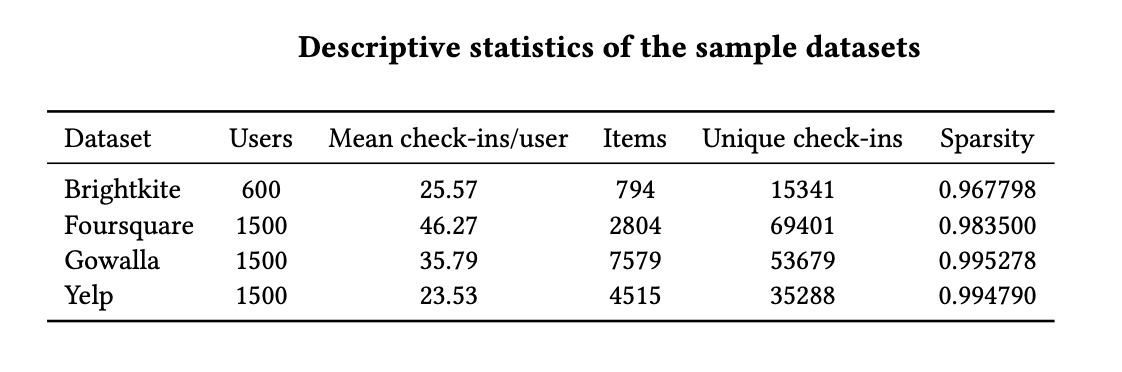 Descriptive statistics of the sample datasets
Dataset Users Mean check-ins/user Items Unique check-ins Sparsity
Brightkite 600 25.57 794 15341 0.967798
Foursquare 1500 46.27 2804 69401 0.983500
Gowalla 1500 35.79 7579 53679 0.995278
Yelp 1500 23.53 4515 35288 0.994790